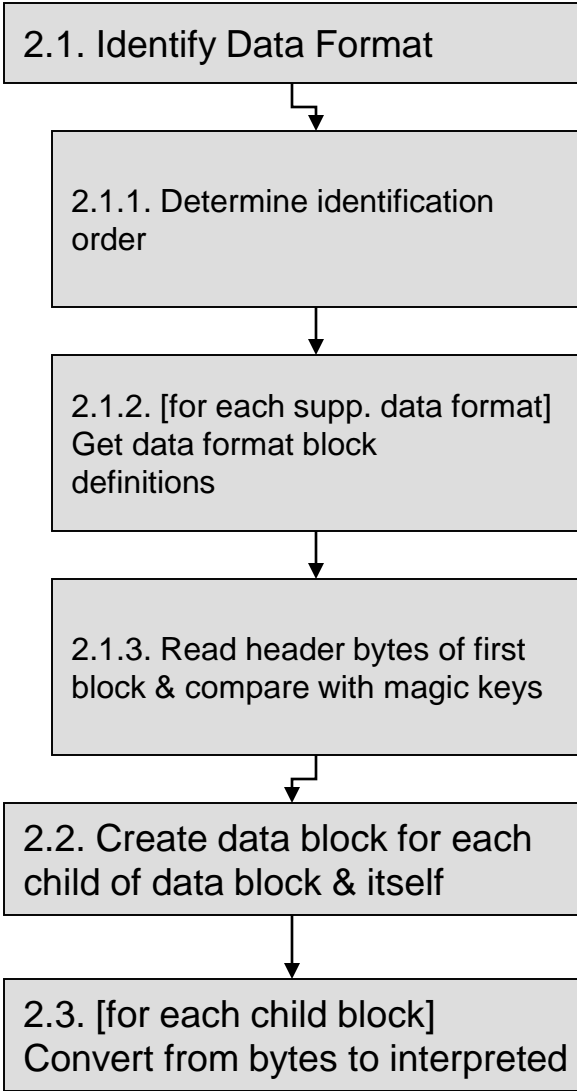 2.1. Identify Data Format
2.1.1. Determine identification
order
2.1.2. [for each supp. data format]
Get data format block
definitions
2.1.3. Read header bytes of first
block & compare with magic keys
2.2. Create data block for each
child of data block & itself
2.3. [for each child block]
Convert from bytes to interpreted